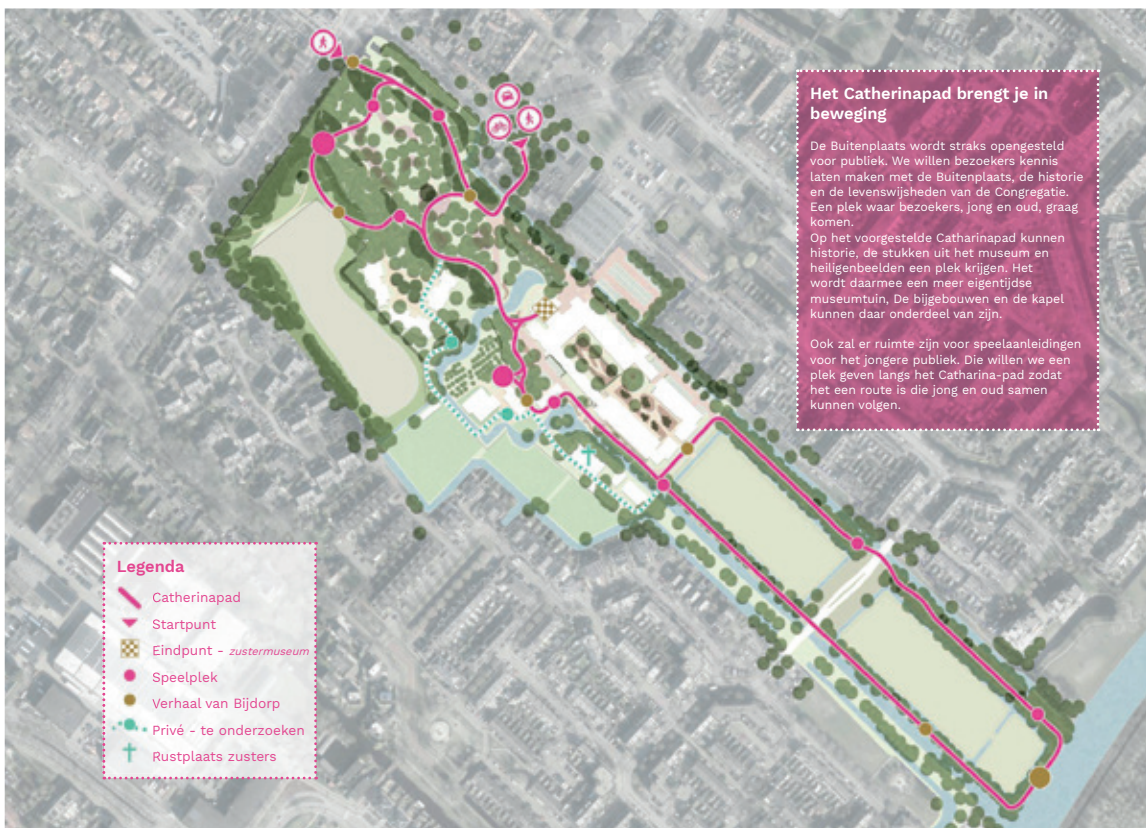 Het Catherinapad brengt je in
beweging
De Buitenplaats wordt straks opengesteld
voor publiek. We willen bezoekers kennis
laten maken met de Buitenplaats, de historie
en de levenswijsheden van de Congregatie.
Een plek waar bezoekers, jong en oud, graag
komen.
Op het voorgestelde Catharinapad kunnen
historie, de stukken uit het museum en
heiligenbeelden een plek krijgen. Het
wordt daarmee een meer eigentijdse
museumtuin, De bijgebouwen en de kapel
kunnen daar onderdeel van zijn.
Ook zal er ruimte zijn voor speelaanleidingen
voor het jongere publiek. Die willen we een
plek geven langs het Catharina-pad zodat
het een route is die jong en oud samen
kunnen volgen.
Legenda
Catherinapad
Startpunt
Eindpunt - zustermuseum
Speelplek
Verhaal van Bijdorp
Privé - te onderzoeken
Rustplaats zusters